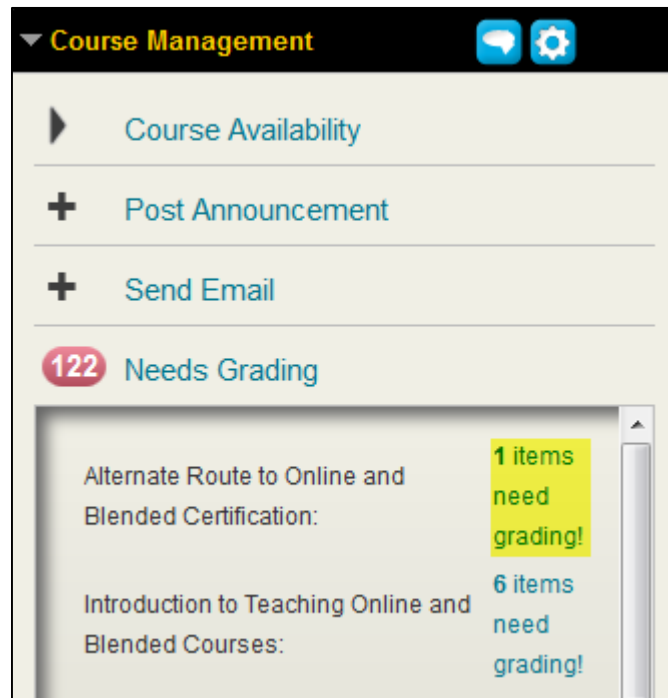 Course Management
Course Availability
Post Announcement
Send Email
122 Needs Grading
Alternate Route to Online and
Blended Certification:
1 items
need
grading!
Introduction to Teaching Online and
Blended Courses:
6 items
need
grading!